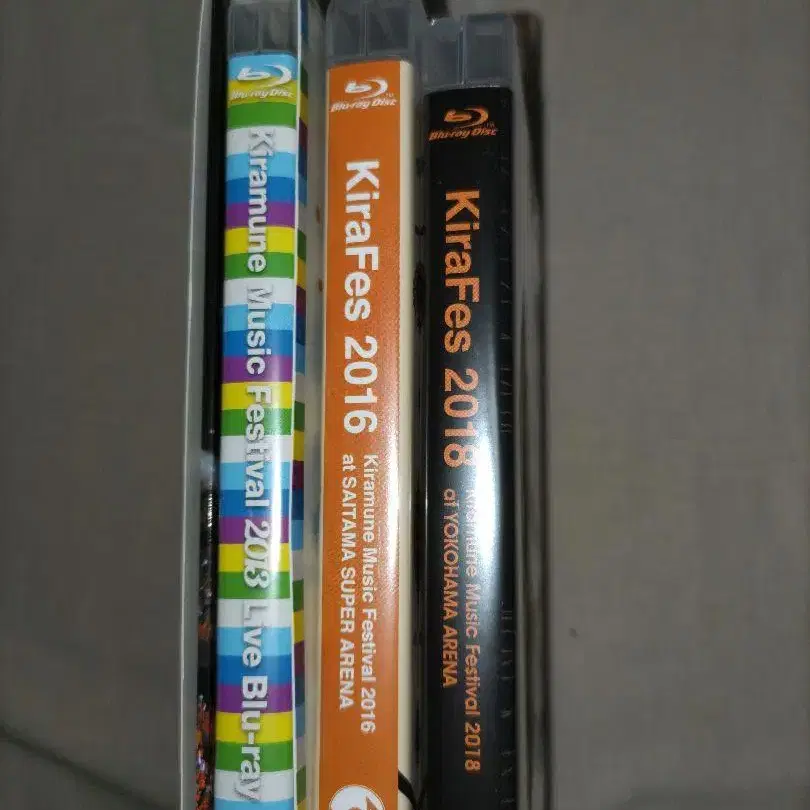 Blu-ray Disc
Kiramune Music Festival 2013 Live Blu-ray
Blu-ray Disc
KiraFes 2016
Kiramune Music Festival 2016
at SAITAMA SUPER ARENA
Blu-ray Disc
KiraFes 2018
Kiramune Music Festival 2018
at YOKOHAMA ARENA